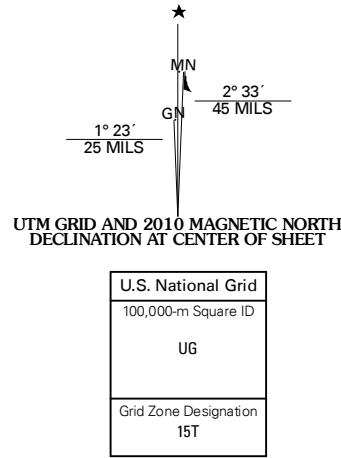 MN
GN
2° 33´
45 MILS
1° 23´
25 MILS
UTM GRID AND 2010 MAGNETIC NORTH
DECLINATION AT CENTER OF SHEET
U.S. National Grid
100,000-m Square ID
UG
Grid Zone Designation
15T